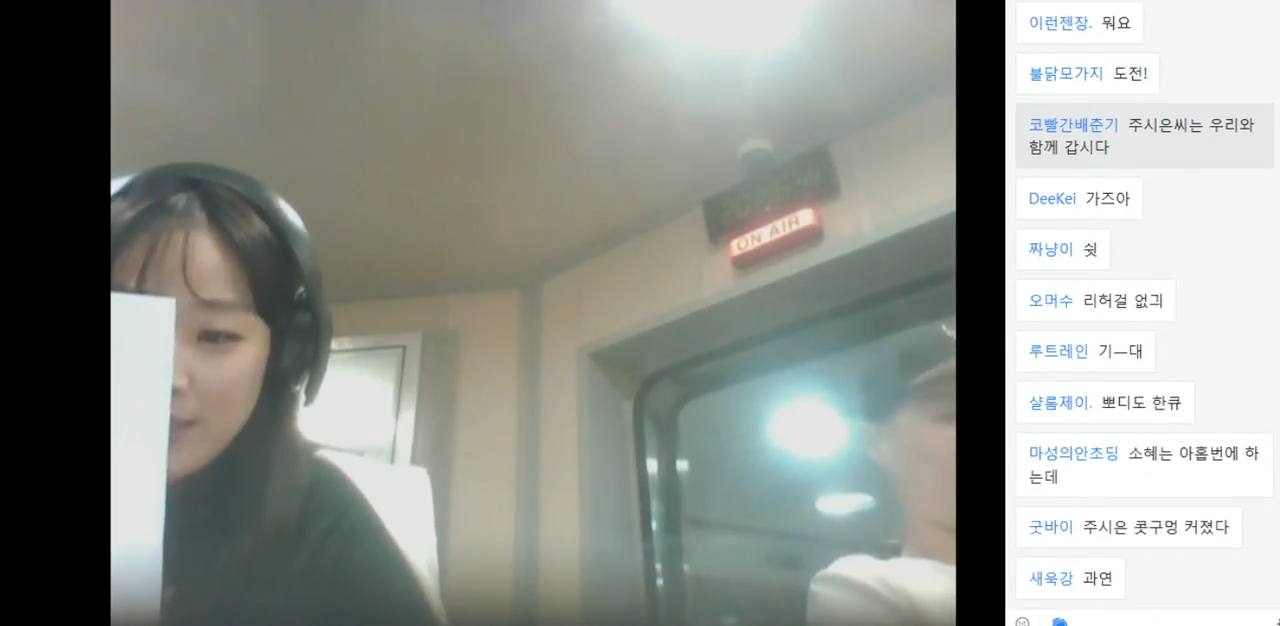 ON AIR
이런젠장. 뭐요
불닭모가지 도전!
코빨간배춘기 주시은씨는 우리와
함께 갑시다
DeeKei 가즈아
짜냥이 쉿
오머수 리허걸 없긔
루트레인 기—대
샬롬제이. 뽀디도 한큐
마성의안초딩 소혜는 아홉번에 하
는데
굿바이 주시은 콧구멍 커졌다
새욱강 과연